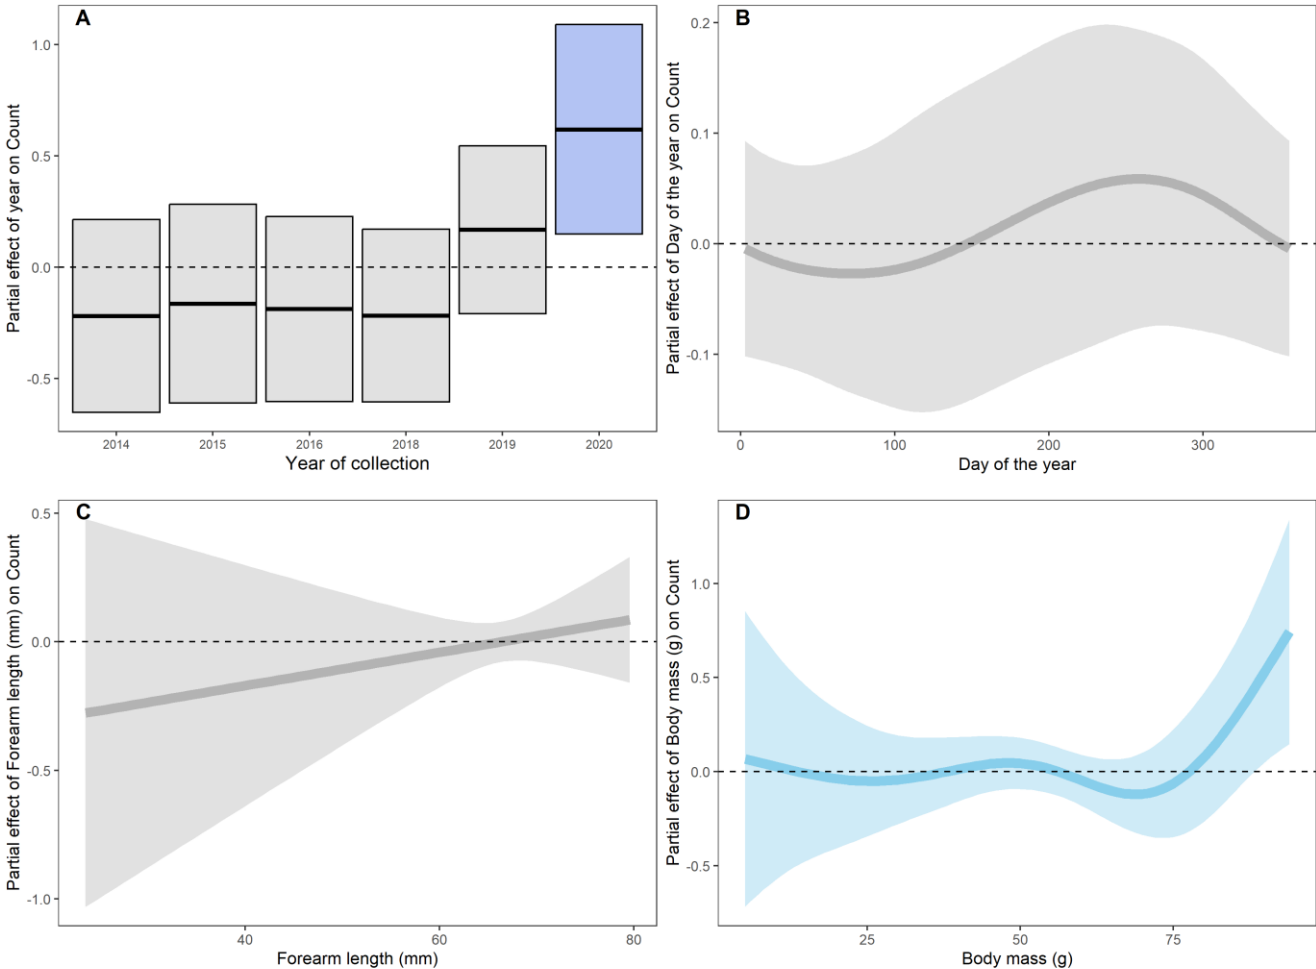 A
Partial effect of year on Count
1.0
0.5
0.0
-0.5
2014 2015 2016 2018 2019 2020
Year of collection
B
Partial effect of Day of the year on Count
0.2
0.1
0.0
-0.1
0 100 200 300
Day of the year
C
Partial effect of Forearm length (mm) on Count
0.5
0.0
-0.5
-1.0
40 60 80
Forearm length (mm)
D
Partial effect of Body mass (g) on Count
1.0
0.5
0.0
-0.5
25 50 75
Body mass (g)